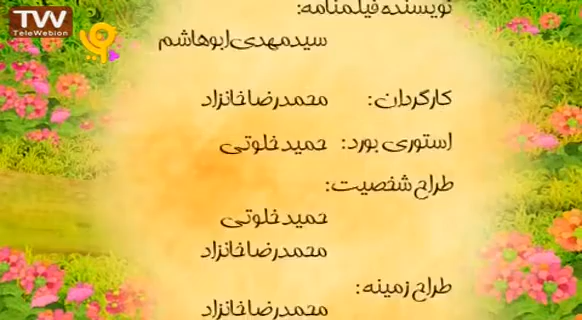 TW
TeleWebion
نویسنده فیلمنامه:
سیدمهدی ابوهاشم
کارگردان: محمدرضا خانزاد
استوری بورد: حمید خلوتی
طراح شخصیت:
حمید خلوتی
محمدرضا خانزاد
طراح زمینه:
محمدرضا خانزاد